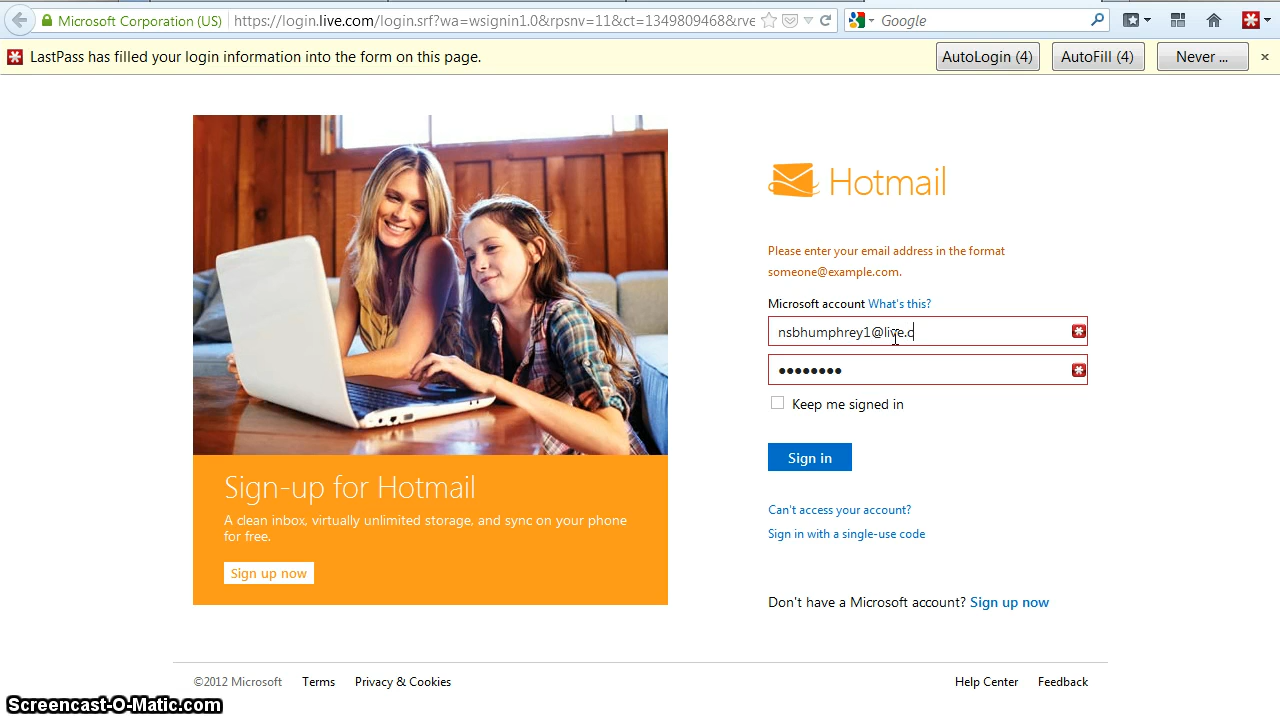 Microsoft Corporation (US)
https://login.live.com/login.srf?wa=wsignin1.0&rpsnv=11&ct=1349809466&rve
Google
LastPass has filled your login information into the form on this page.
AutoLogin (4)
AutoFill (4)
Never ...
×
Hotmail
Please enter your email address in the format
someone@example.com.
Microsoft account What's this?
nsbhumphrey1@live.c
●●●●●●●●
Keep me signed in
Sign in
Can't access your account?
Sign in with a single-use code
Don't have a Microsoft account? Sign up now
Sign-up for Hotmail
A clean inbox, virtually unlimited storage, and sync on your phone
for free.
Sign up now
©2012 Microsoft
Terms
Privacy & Cookies
Help Center
Feedback
Screencast-O-Matic.com